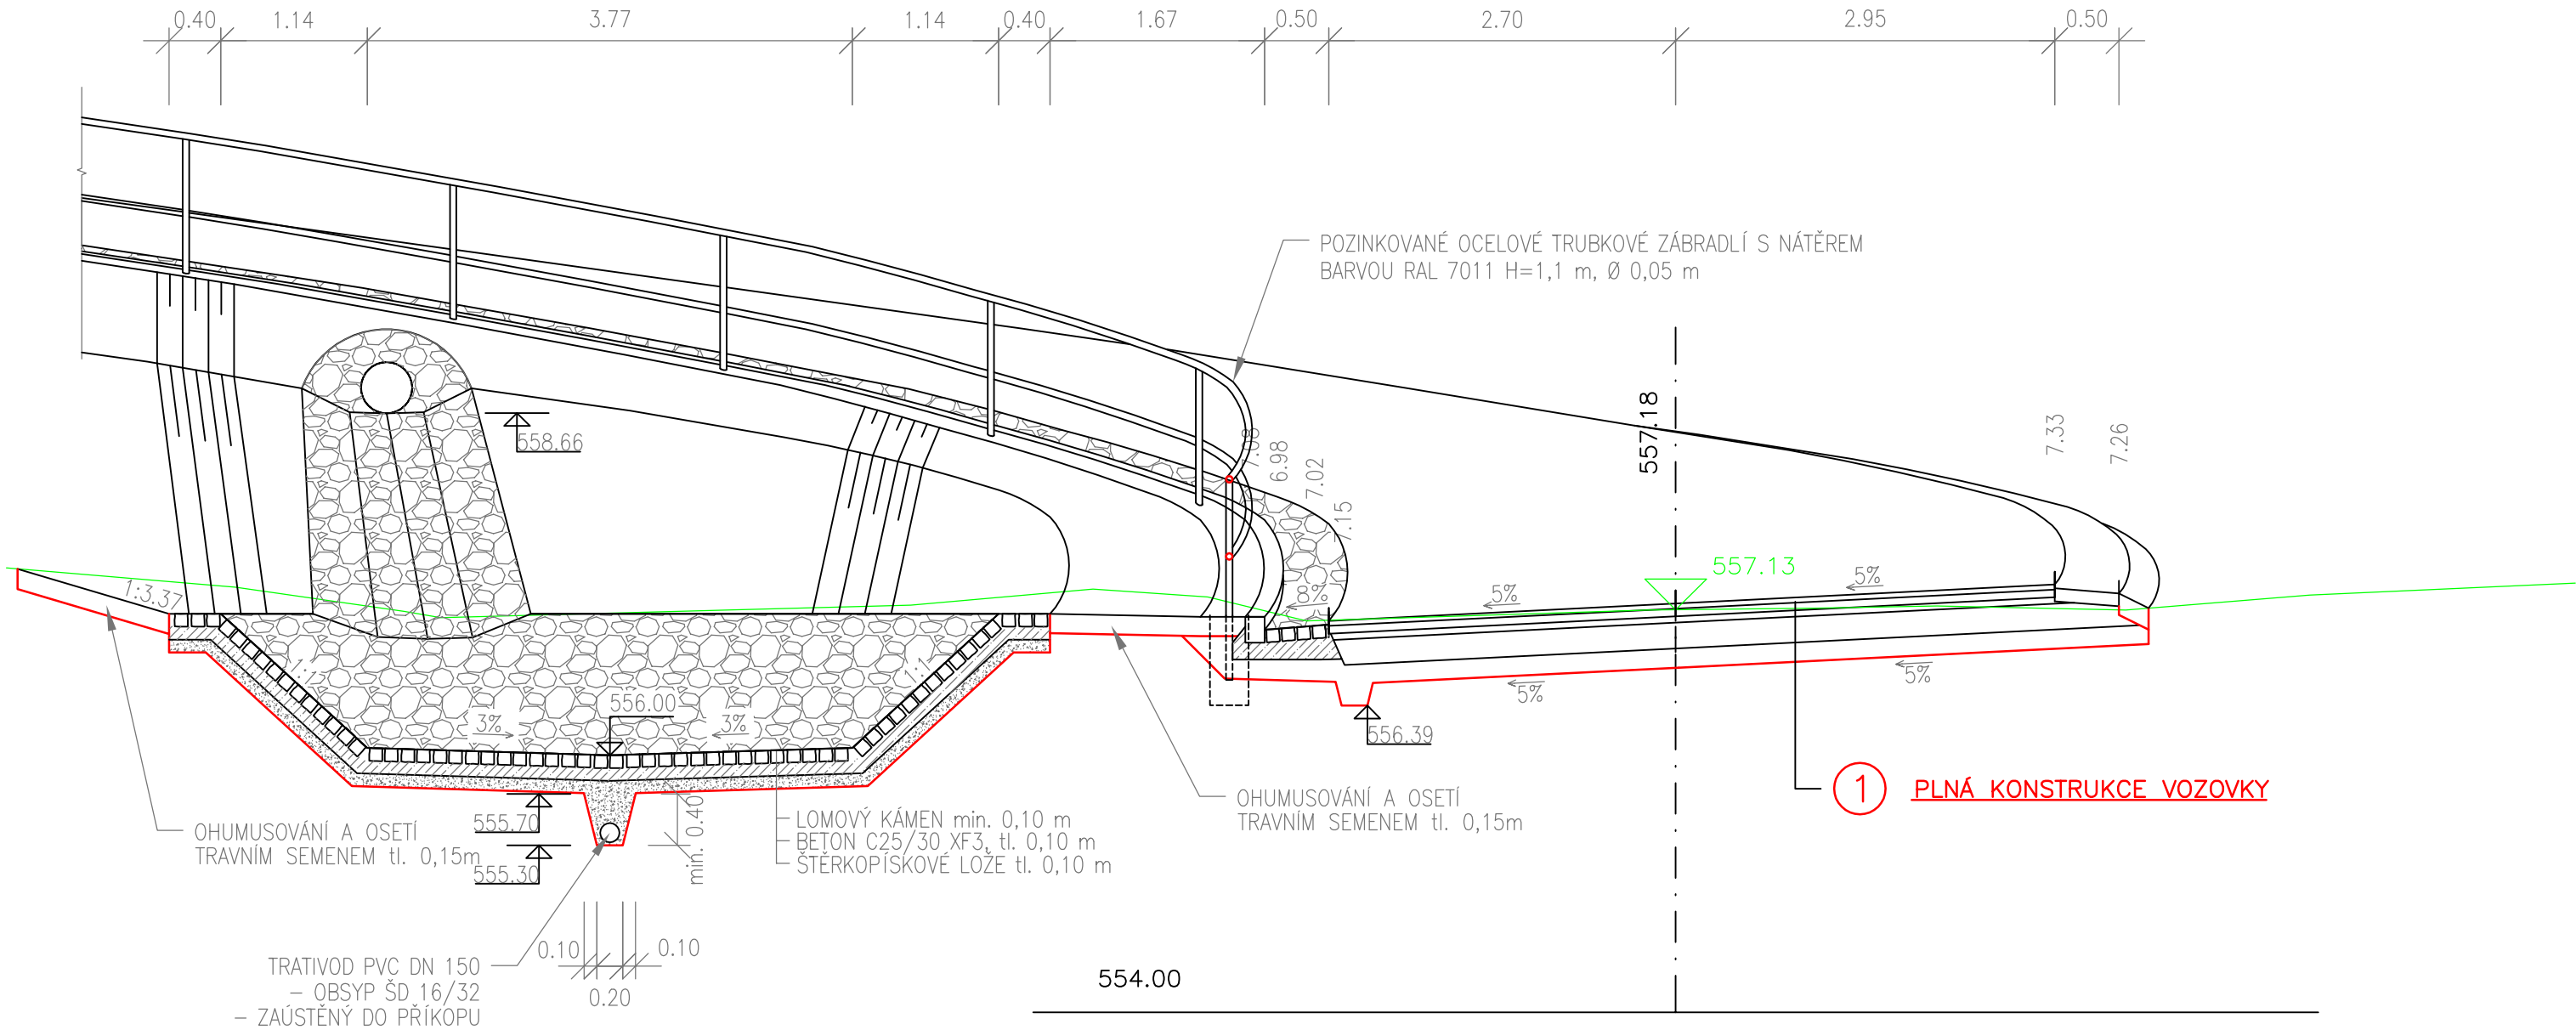 0.40
1.14
3.77
1.14
0.40
1.67
0.50
2.70
2.95
0.50
POZINKOVANÉ OCELOVÉ TRUBKOVÉ ZÁBRADLÍ S NÁTĚREM
BARVOU RAL 7011 H=1,1 m, Ø 0,05 m
558.66
7.08
6.98
7.02
7.15
557.18
7.33
7.26
557.13
1:3.37
8%
5%
5%
1:1
1:1
556.00
3%
3%
5%
5%
556.39
1 PLNÁ KONSTRUKCE VOZOVKY
OHUMUSOVÁNÍ A OSETÍ
TRAVNÍM SEMENEM tl. 0,15m
555.70
555.30
min. 0.40
LOMOVÝ KÁMEN min. 0,10 m
BETON C25/30 XF3, tl. 0,10 m
ŠTĚRKOPÍSKOVÉ LOŽE tl. 0,10 m
OHUMUSOVÁNÍ A OSETÍ
TRAVNÍM SEMENEM tl. 0,15m
0.10
0.10
0.20
TRATIVOD PVC DN 150
– OBSYP ŠD 16/32
– ZAÚSTĚNÝ DO PŘÍKOPU
554.00